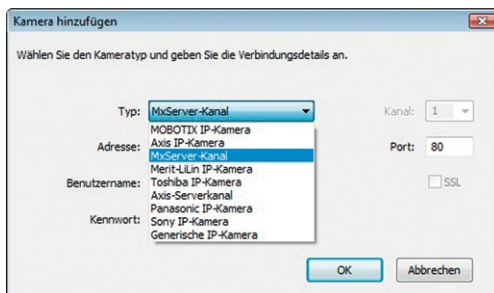 Kamera hinzufügen
Wählen Sie den Kameratyp und geben Sie die Verbindungsdetails an.
Typ: MxServer-Kanal Kanal: 1
MOBOTIX IP-Kamera
Axis IP-Kamera
MxServer-Kanal
Merit-LiLin IP-Kamera
Toshiba IP-Kamera
Axis-Serverkanal
Panasonic IP-Kamera
Sony IP-Kamera
Generische IP-Kamera
Adresse: Port: 80
Benutzername: SSL
Kennwort:
OK Abbrechen